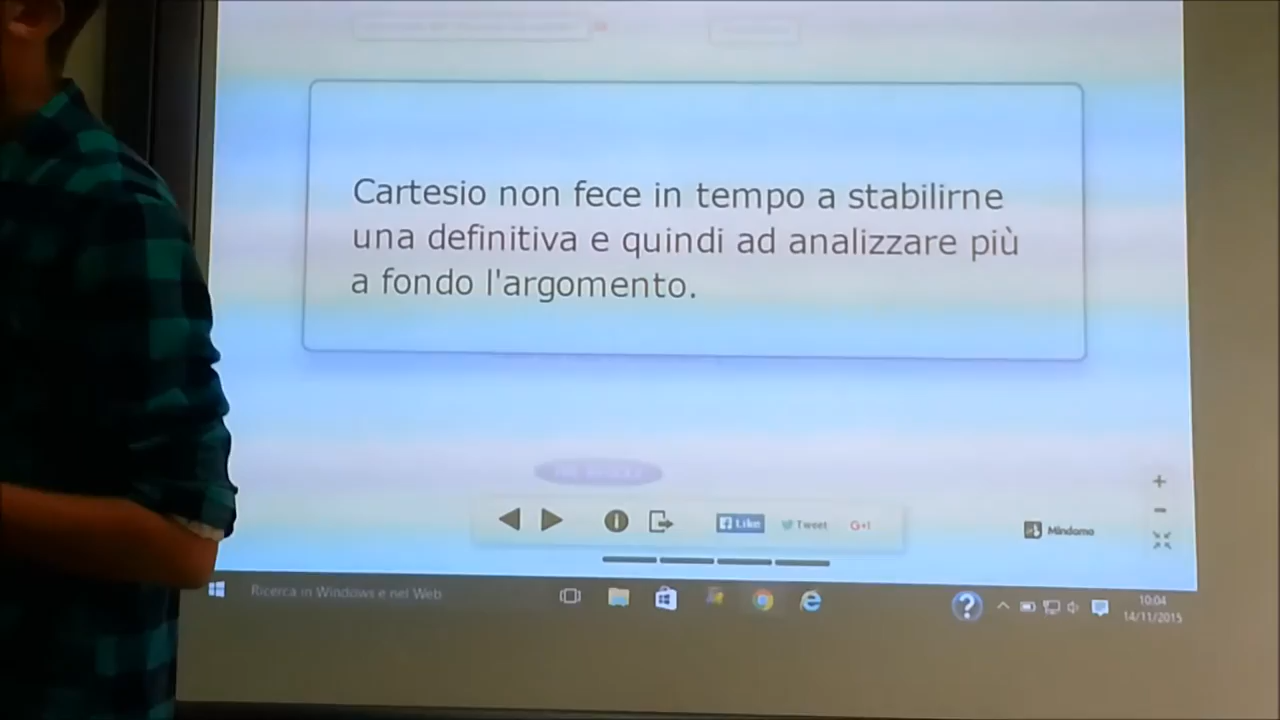 Cartesio non fece in tempo a stabilirne
una definitiva e quindi ad analizzare più
a fondo l'argomento.
Like
Tweet
G+1
Mindomo
Ricerca in Windows e nel Web
10:04
14/11/2015